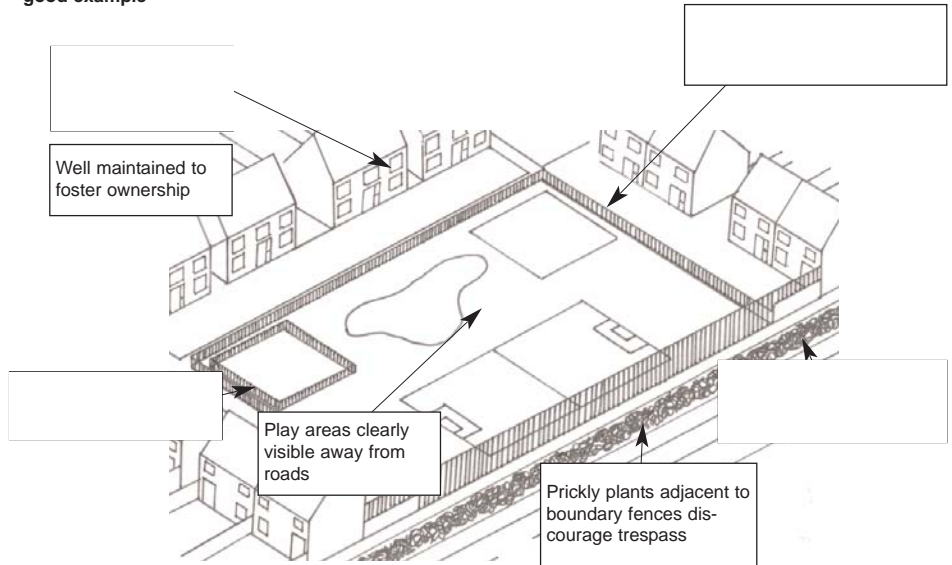 good example
Well maintained to
foster ownership
Play areas clearly
visible away from
roads
Prickly plants adjacent to
boundary fences dis-
courage trespass